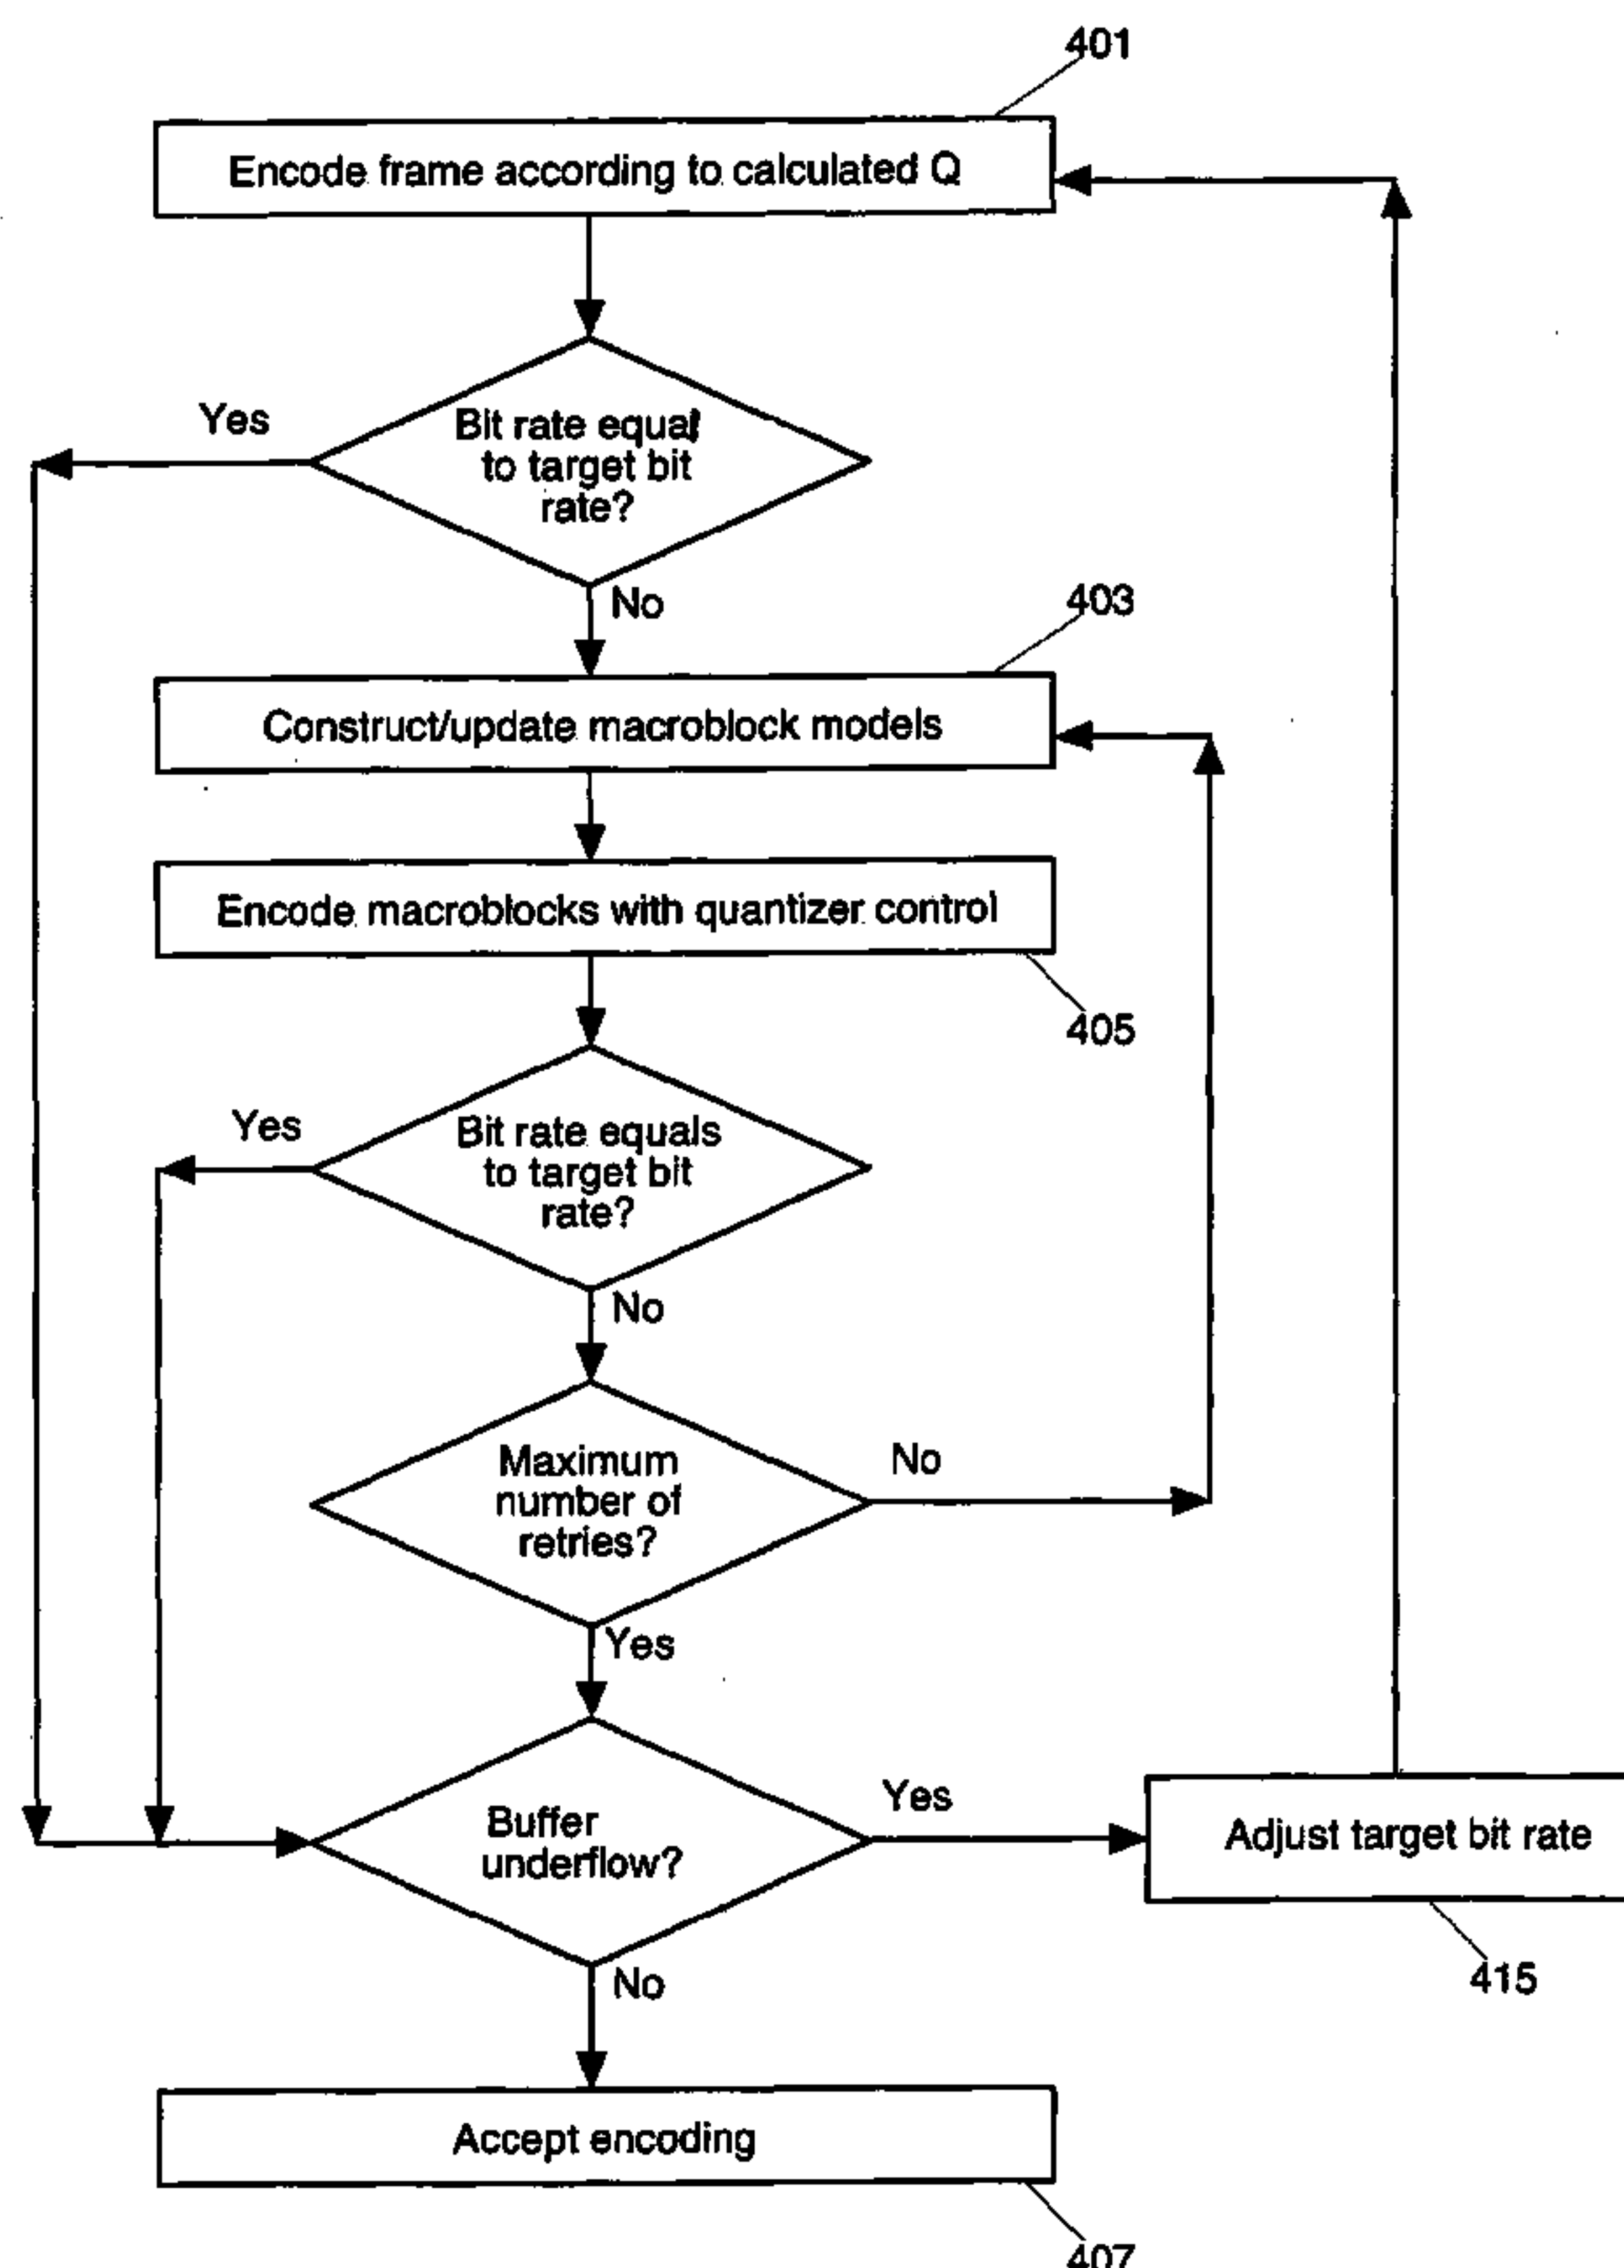 401
Encode frame according to calculated Q
Yes
Bit rate equal
to target bit
rate?
No
403
Construct/update macroblock models
Encode macroblocks with quantizer control
405
Yes
Bit rate equals
to target bit
rate?
No
Maximum
number of
retries?
No
Yes
Buffer
underflow?
Yes
Adjust target bit rate
415
No
Accept encoding
407